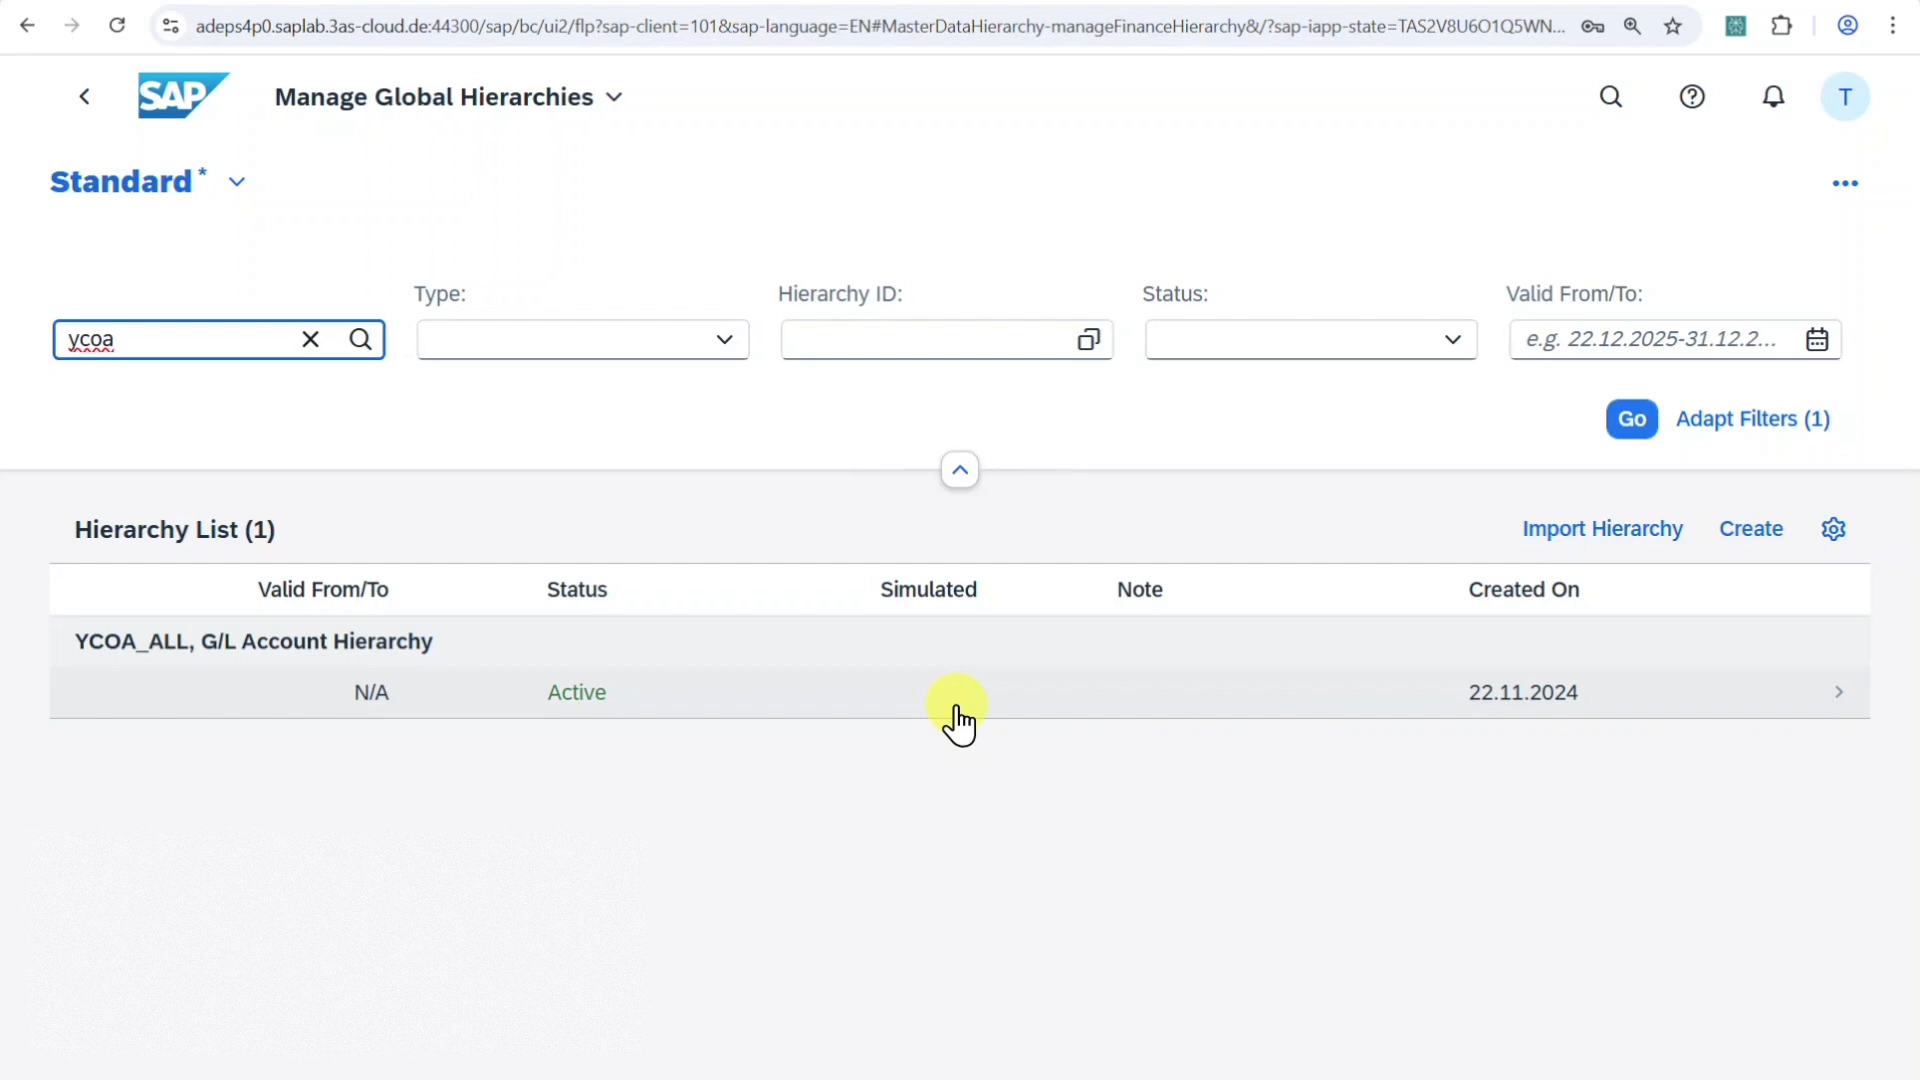 adeps4p0.saplab.3as-cloud.de:44300/sap/bc/ui2/flp?sap-client=101&sap-language=EN#MasterDataHierarchy-manageFinanceHierarchy&/?sap-iapp-state=TAS2V8U6O1Q5WN...
SAP Manage Global Hierarchies T
Standard *
Type: Hierarchy ID: Status: Valid From/To:
ycoa e.g. 22.12.2025-31.12.2...
Go Adapt Filters (1)
Hierarchy List (1) Import Hierarchy Create
Valid From/To Status Simulated Note Created On
YCOA_ALL, G/L Account Hierarchy
N/A Active 22.11.2024